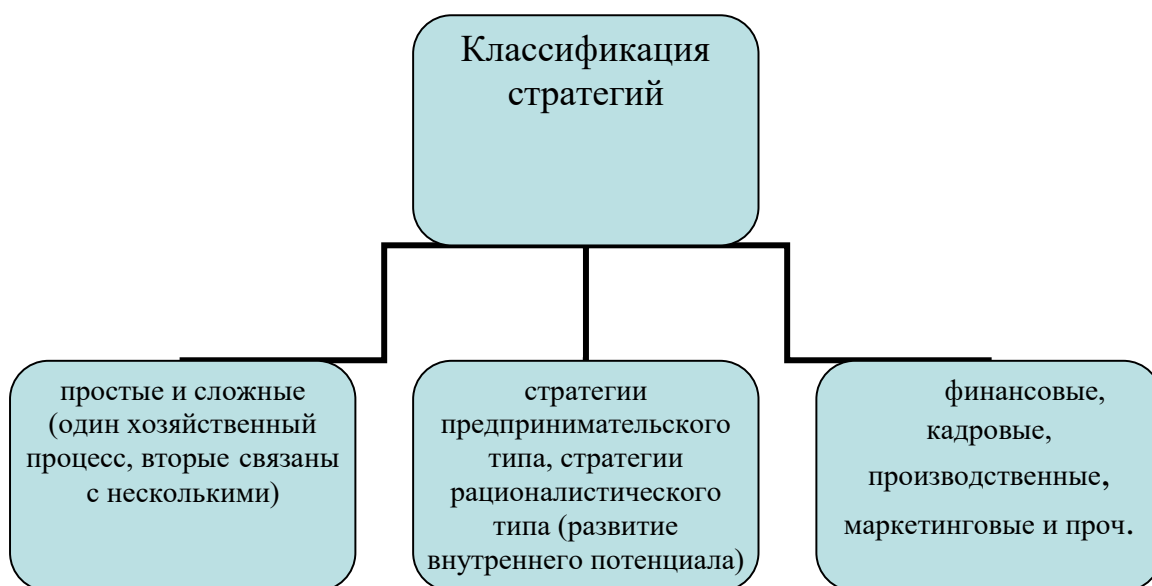 Классификация
стратегий
простые и сложные
(один хозяйственный
процесс, вторые связаны
с несколькими)
стратегии
предпринимательского
типа, стратегии
рационалистического
типа (развитие
внутреннего потенциала)
финансовые,
кадровые,
производственные,
маркетинговые и проч.